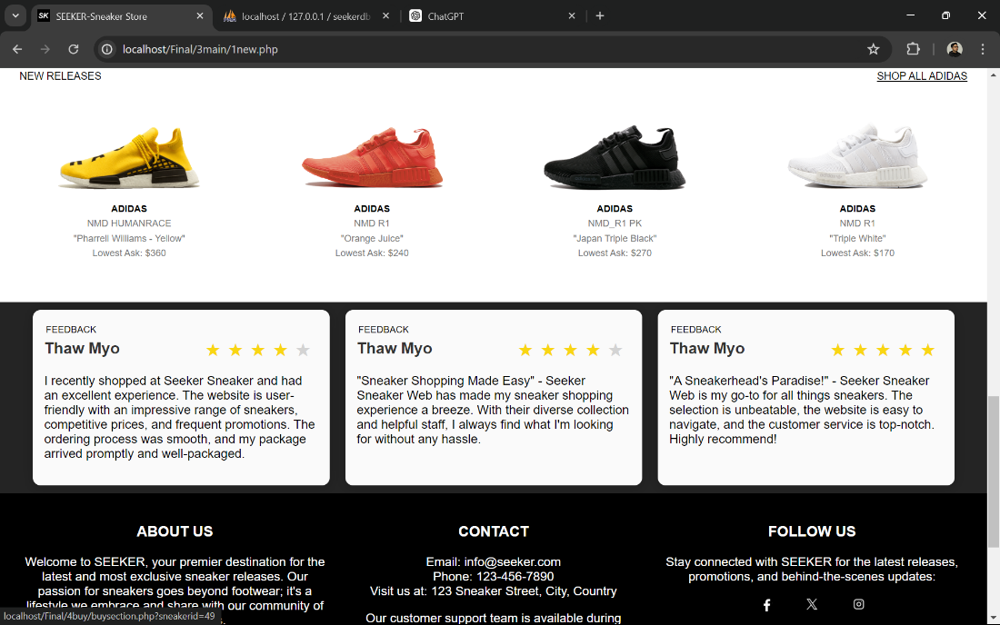 SK SEEKER-Sneaker Store
localhost / 127.0.0.1 / seekerdb
ChatGPT
localhost/Final/3main/1new.php
NEW RELEASES
SHOP ALL ADIDAS
ADIDAS
NMD HUMANRACE
"Pharrell Williams - Yellow"
Lowest Ask: $360
ADIDAS
NMD R1
"Orange Juice"
Lowest Ask: $240
ADIDAS
NMD_R1 PK
"Japan Triple Black"
Lowest Ask: $270
ADIDAS
NMD R1
"Triple White"
Lowest Ask: $170
FEEDBACK
Thaw Myo
I recently shopped at Seeker Sneaker and had
an excellent experience. The website is user-
friendly with an impressive range of sneakers,
competitive prices, and frequent promotions. The
ordering process was smooth, and my package
arrived promptly and well-packaged.
FEEDBACK
Thaw Myo
"Sneaker Shopping Made Easy" - Seeker
Sneaker Web has made my sneaker shopping
experience a breeze. With their diverse collection
and helpful staff, I always find what I'm looking
for without any hassle.
FEEDBACK
Thaw Myo
"A Sneakerhead's Paradise!" - Seeker Sneaker
Web is my go-to for all things sneakers. The
selection is unbeatable, the website is easy to
navigate, and the customer service is top-notch.
Highly recommend!
ABOUT US
Welcome to SEEKER, your premier destination for the
latest and most exclusive sneaker releases. Our
passion for sneakers goes beyond footwear; it's a
lifestyle we embrace and share with our community of
CONTACT
Email: info@seeker.com
Phone: 123-456-7890
Visit us at: 123 Sneaker Street, City, Country
Our customer support team is available during
FOLLOW US
Stay connected with SEEKER for the latest releases,
promotions, and behind-the-scenes updates:
localhost/Final/4buy/buysection.php?sneakerid=49